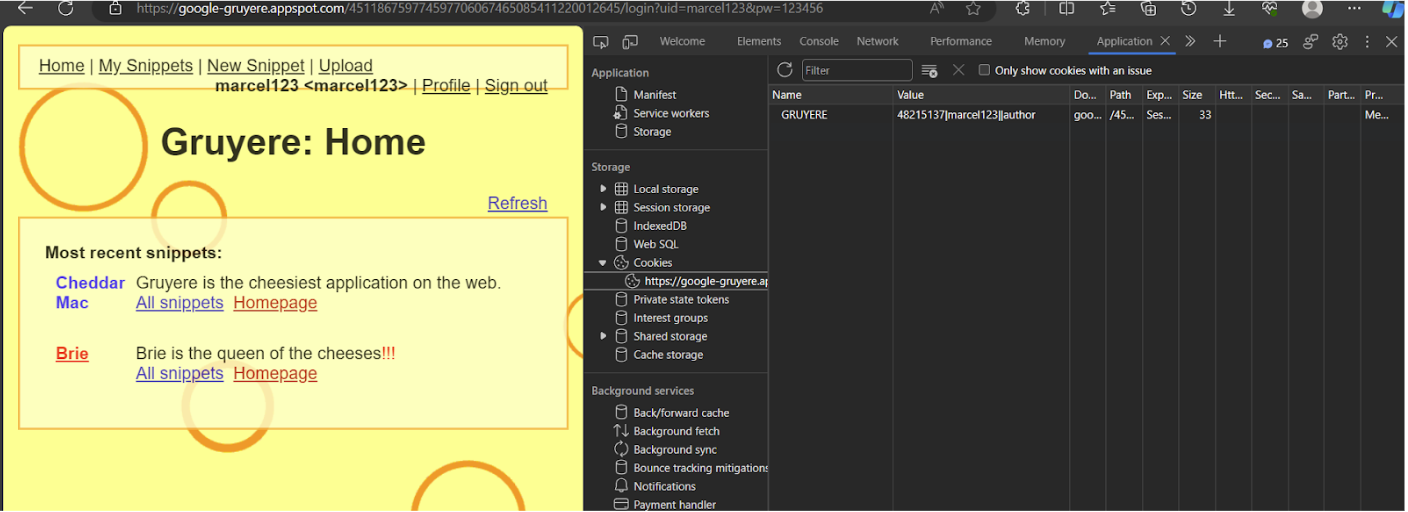 https://google-gruyere.appspot.com/451186759774597706067465085411220012645/login?uid=marcel123&pw=123456
Home | My Snippets | New Snippet | Upload
marcel123 <marcel123> | Profile | Sign out
Gruyere: Home
Refresh
Most recent snippets:
Cheddar Mac
Gruyere is the cheesiest application on the web.
All snippets Homepage
Brie
Brie is the queen of the cheeses!!!
All snippets Homepage
Welcome Elements Console Network Performance Memory Application 25
Application
Manifest
Service workers
Storage
Storage
Local storage
Session storage
IndexedDB
Web SQL
Cookies
https://google-gruyere.ap
Private state tokens
Interest groups
Shared storage
Cache storage
Background services
Back/forward cache
Background fetch
Background sync
Bounce tracking mitigations
Notifications
Payment handler
Filter Only show cookies with an issue
Name Value Do... Path Exp... Size Htt... Sec... Sa... Part... Pr...
GRUYERE 48215137|marcel123||author goo... /45... Ses... 33 Me...